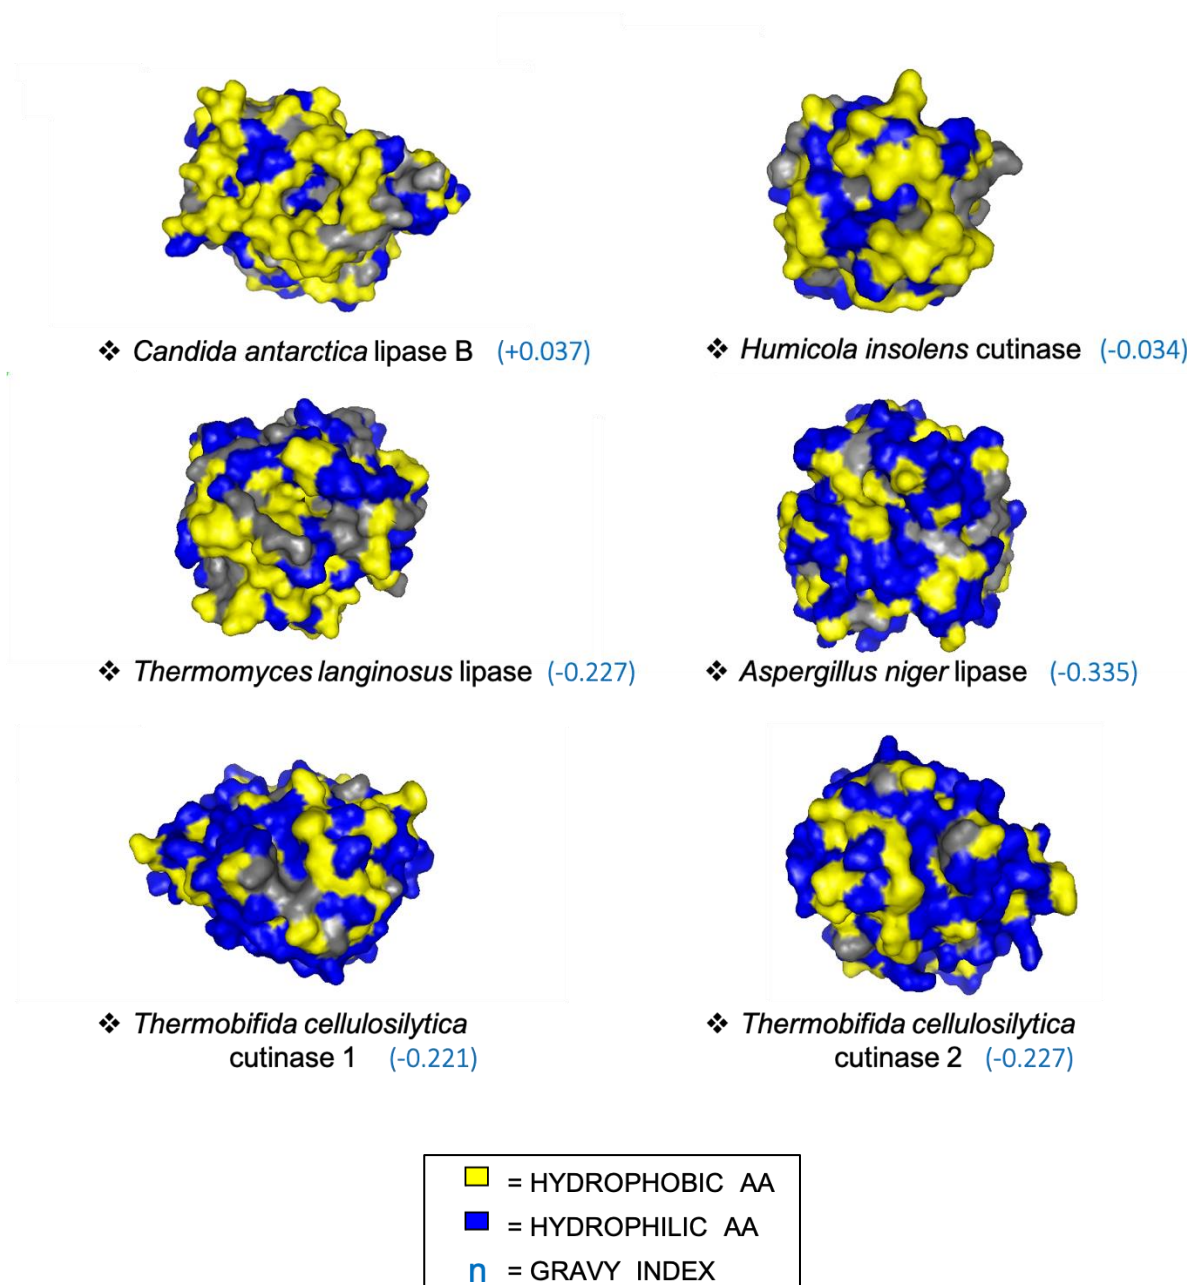 ❖ Candida antarctica lipase B (+0.037)
❖ Humicola insolens cutinase (-0.034)
❖ Thermomyces langinosus lipase (-0.227)
❖ Aspergillus niger lipase (-0.335)
❖ Thermobifida cellulosilytica
cutinase 1 (-0.221)
❖ Thermobifida cellulosilytica
cutinase 2 (-0.227)
= HYDROPHOBIC AA
= HYDROPHILIC AA
n = GRAVY INDEX